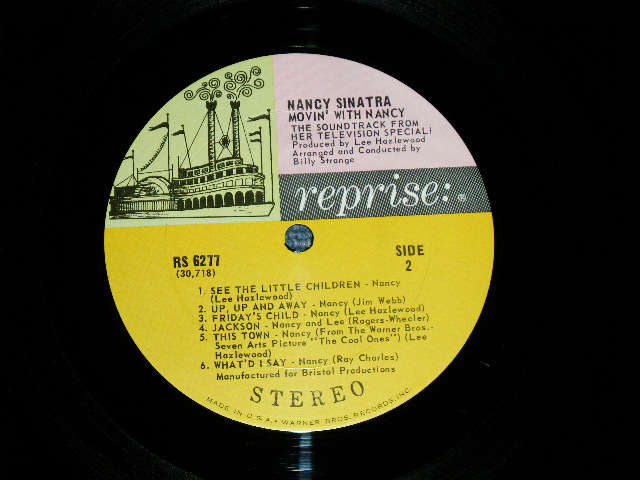 NANCY SINATRA
MOVIN' WITH NANCY
THE SOUNDTRACK FROM
HER TELEVISION SPECIAL!
Produced by Lee Hazlewood
Arranged and Conducted by
Billy Strange
reprise:
RS 6277
(30,718)
SIDE
2
1. SEE THE LITTLE CHILDREN - Nancy
(Lee Hazlewood)
2. UP, UP AND AWAY - Nancy (Jim Webb)
3. FRIDAY'S CHILD - Nancy (Lee Hazlewood)
4. JACKSON - Nancy and Lee (Rogers-Wheeler)
5. THIS TOWN - Nancy (From The Warner Bros.-
Seven Arts Picture "The Cool Ones") (Lee
Hazlewood)
6. WHAT'D I SAY - Nancy (Ray Charles)
Manufactured for Bristol Productions
STEREO
MADE IN U.S.A. • WARNER BROS. RECORDS, INC.